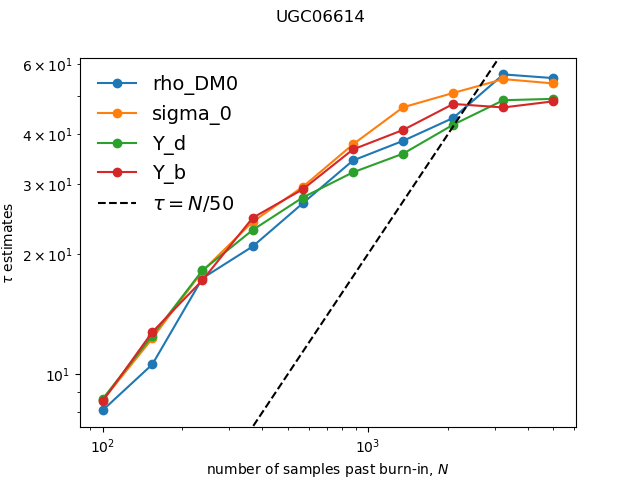 UGC06614
6 × 10¹
4 × 10¹
3 × 10¹
2 × 10¹
10¹
τ estimates
rho_DM0
sigma_0
Y_d
Y_b
τ = N/50
10²
10³
number of samples past burn-in, N